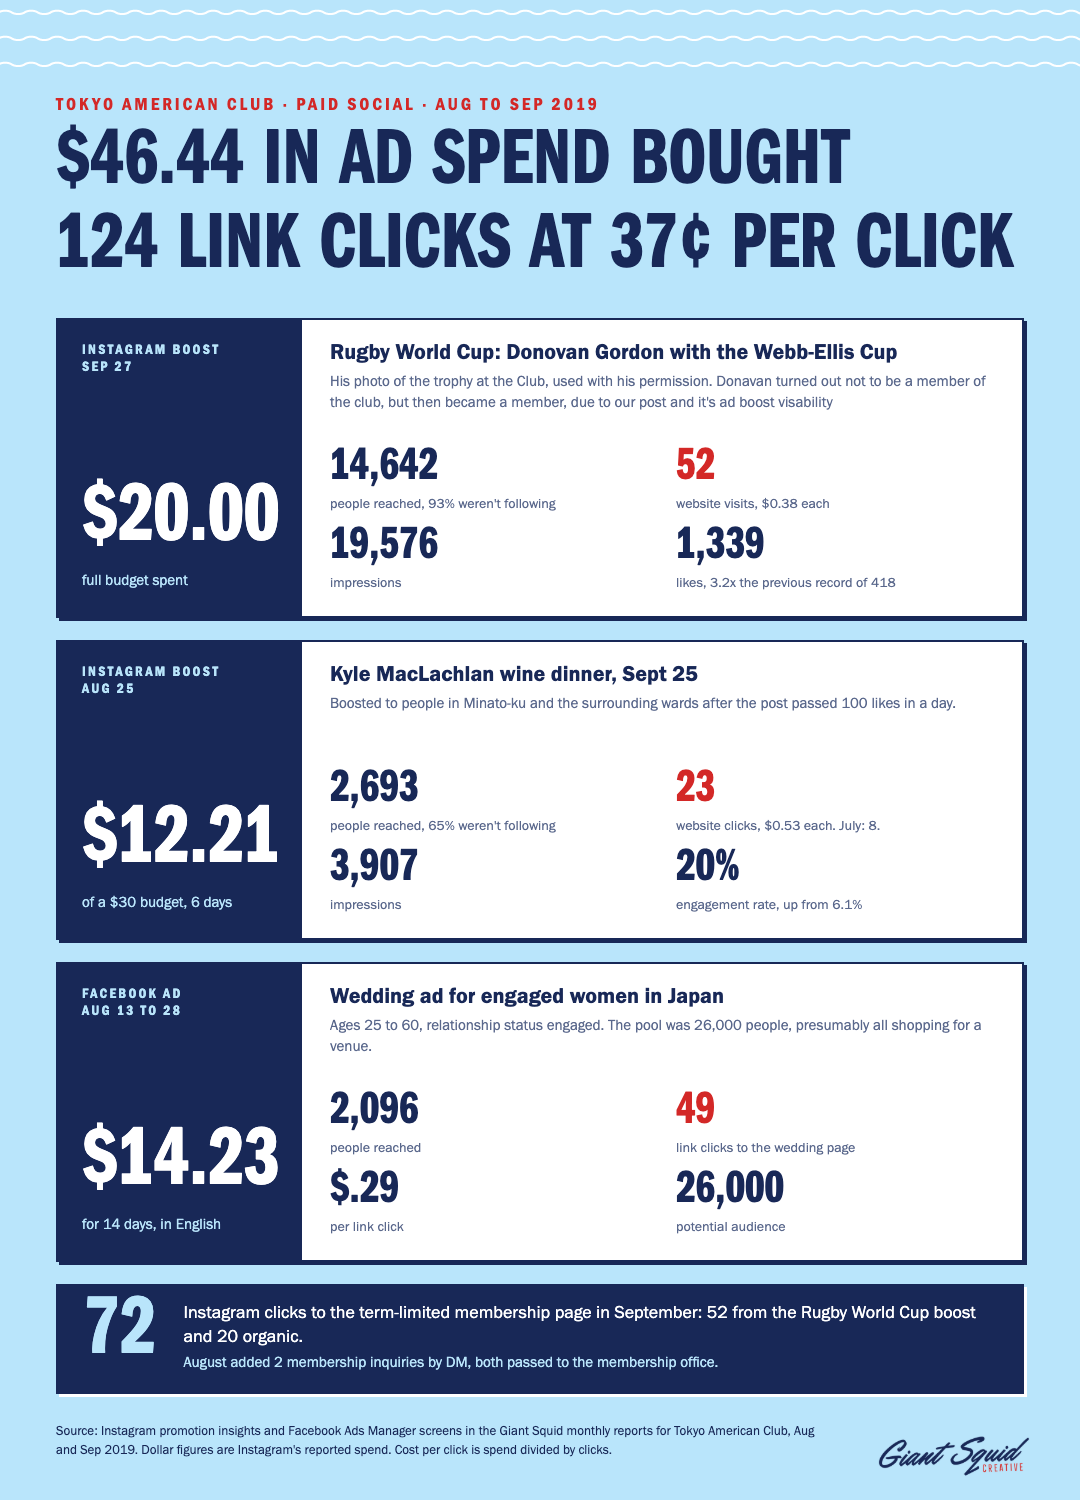 TOKYO AMERICAN CLUB · PAID SOCIAL · AUG TO SEP 2019
$46.44 IN AD SPEND BOUGHT
124 LINK CLICKS AT 37¢ PER CLICK
INSTAGRAM BOOST
SEP 27
$20.00
full budget spent
Rugby World Cup: Donovan Gordon with the Webb-Ellis Cup
His photo of the trophy at the Club, used with his permission. Donavan turned out not to be a member of
the club, but then became a member, due to our post and it's ad boost visability
14,642
people reached, 93% weren't following
52
website visits, $0.38 each
19,576
impressions
1,339
likes, 3.2x the previous record of 418
INSTAGRAM BOOST
AUG 25
$12.21
of a $30 budget, 6 days
Kyle MacLachlan wine dinner, Sept 25
Boosted to people in Minato-ku and the surrounding wards after the post passed 100 likes in a day.
2,693
people reached, 65% weren't following
23
website clicks, $0.53 each. July: 8.
3,907
impressions
20%
engagement rate, up from 6.1%
FACEBOOK AD
AUG 13 TO 28
$14.23
for 14 days, in English
Wedding ad for engaged women in Japan
Ages 25 to 60, relationship status engaged. The pool was 26,000 people, presumably all shopping for a
venue.
2,096
people reached
49
link clicks to the wedding page
$.29
per link click
26,000
potential audience
72
Instagram clicks to the term-limited membership page in September: 52 from the Rugby World Cup boost
and 20 organic.
August added 2 membership inquiries by DM, both passed to the membership office.
Source: Instagram promotion insights and Facebook Ads Manager screens in the Giant Squid monthly reports for Tokyo American Club, Aug
and Sep 2019. Dollar figures are Instagram's reported spend. Cost per click is spend divided by clicks.
Giant Squid
CREATIVE